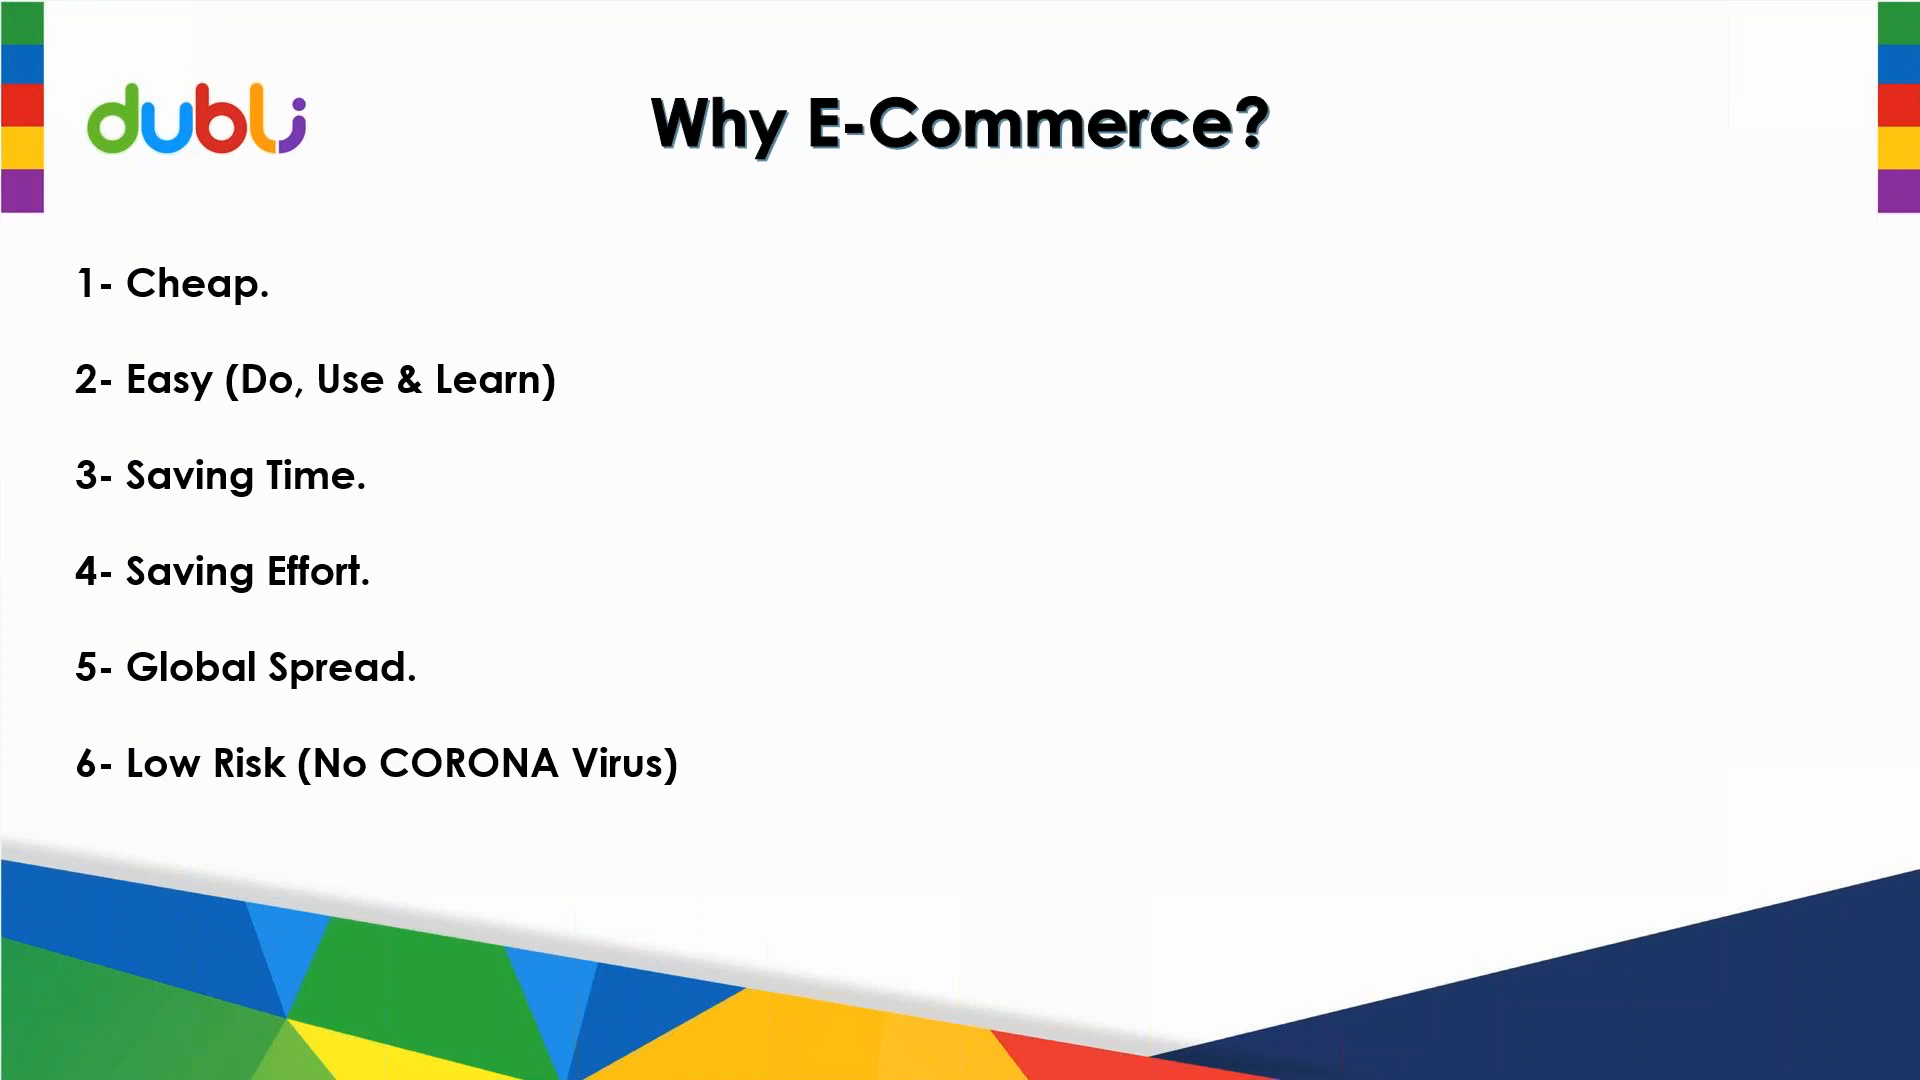 dubli
Why E-Commerce?
1- Cheap.
2- Easy (Do, Use & Learn)
3- Saving Time.
4- Saving Effort.
5- Global Spread.
6- Low Risk (No CORONA Virus)